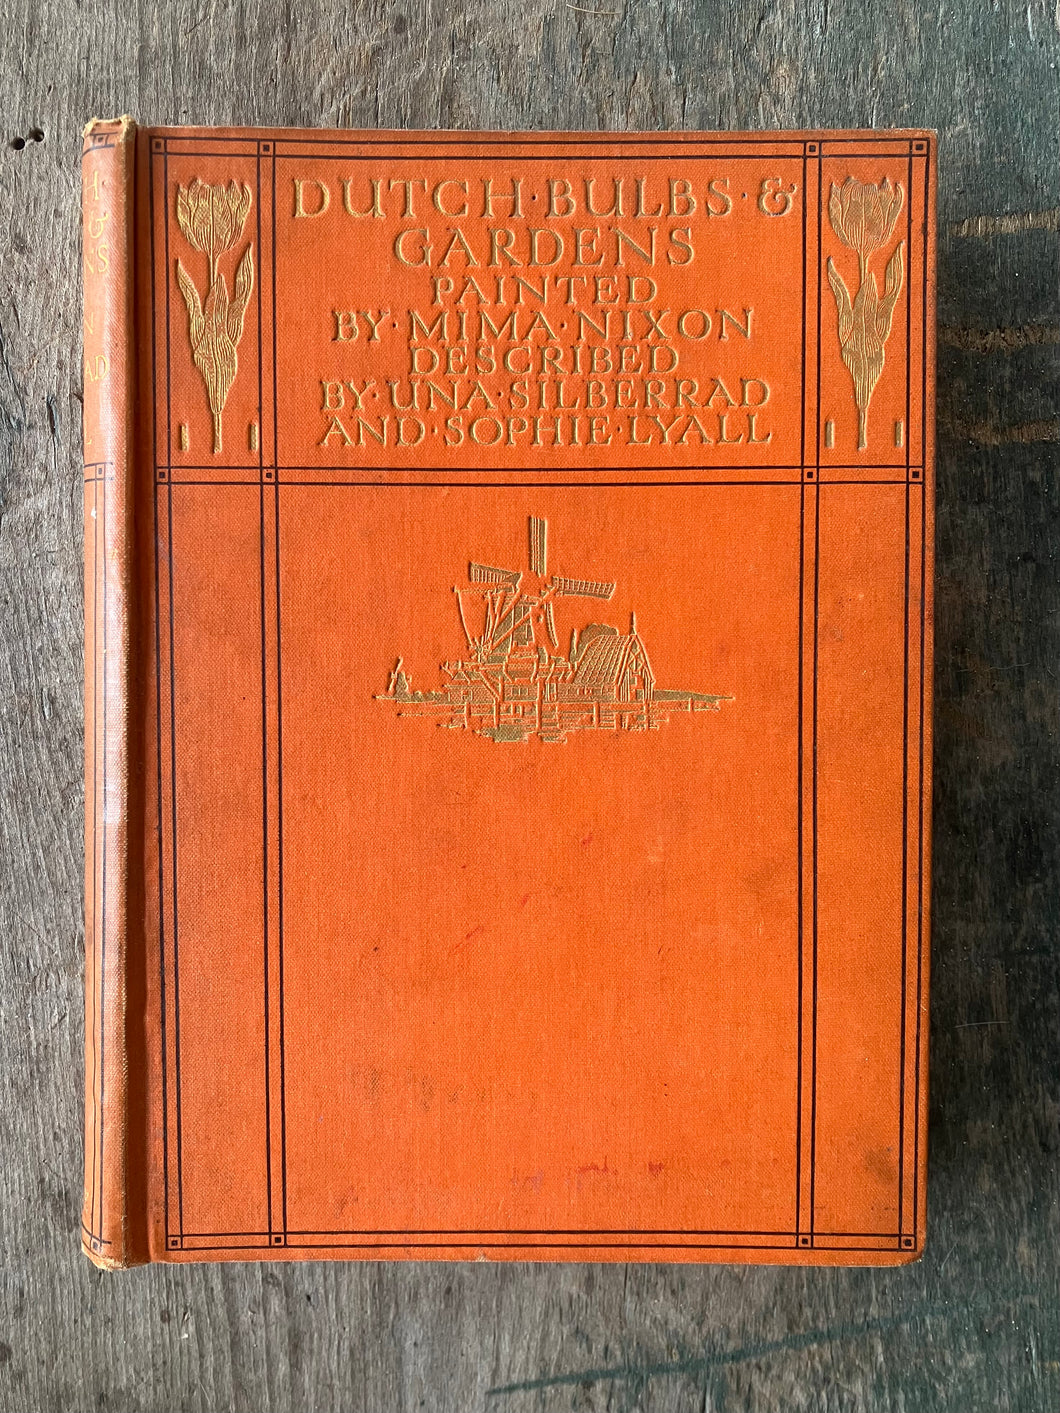 DUTCH·BULBS·&
GARDENS
PAINTED
BY·MIMA·NIXON
DESCRIBED
BY·UNA·SILBERRAD
AND·SOPHIE·LYALL